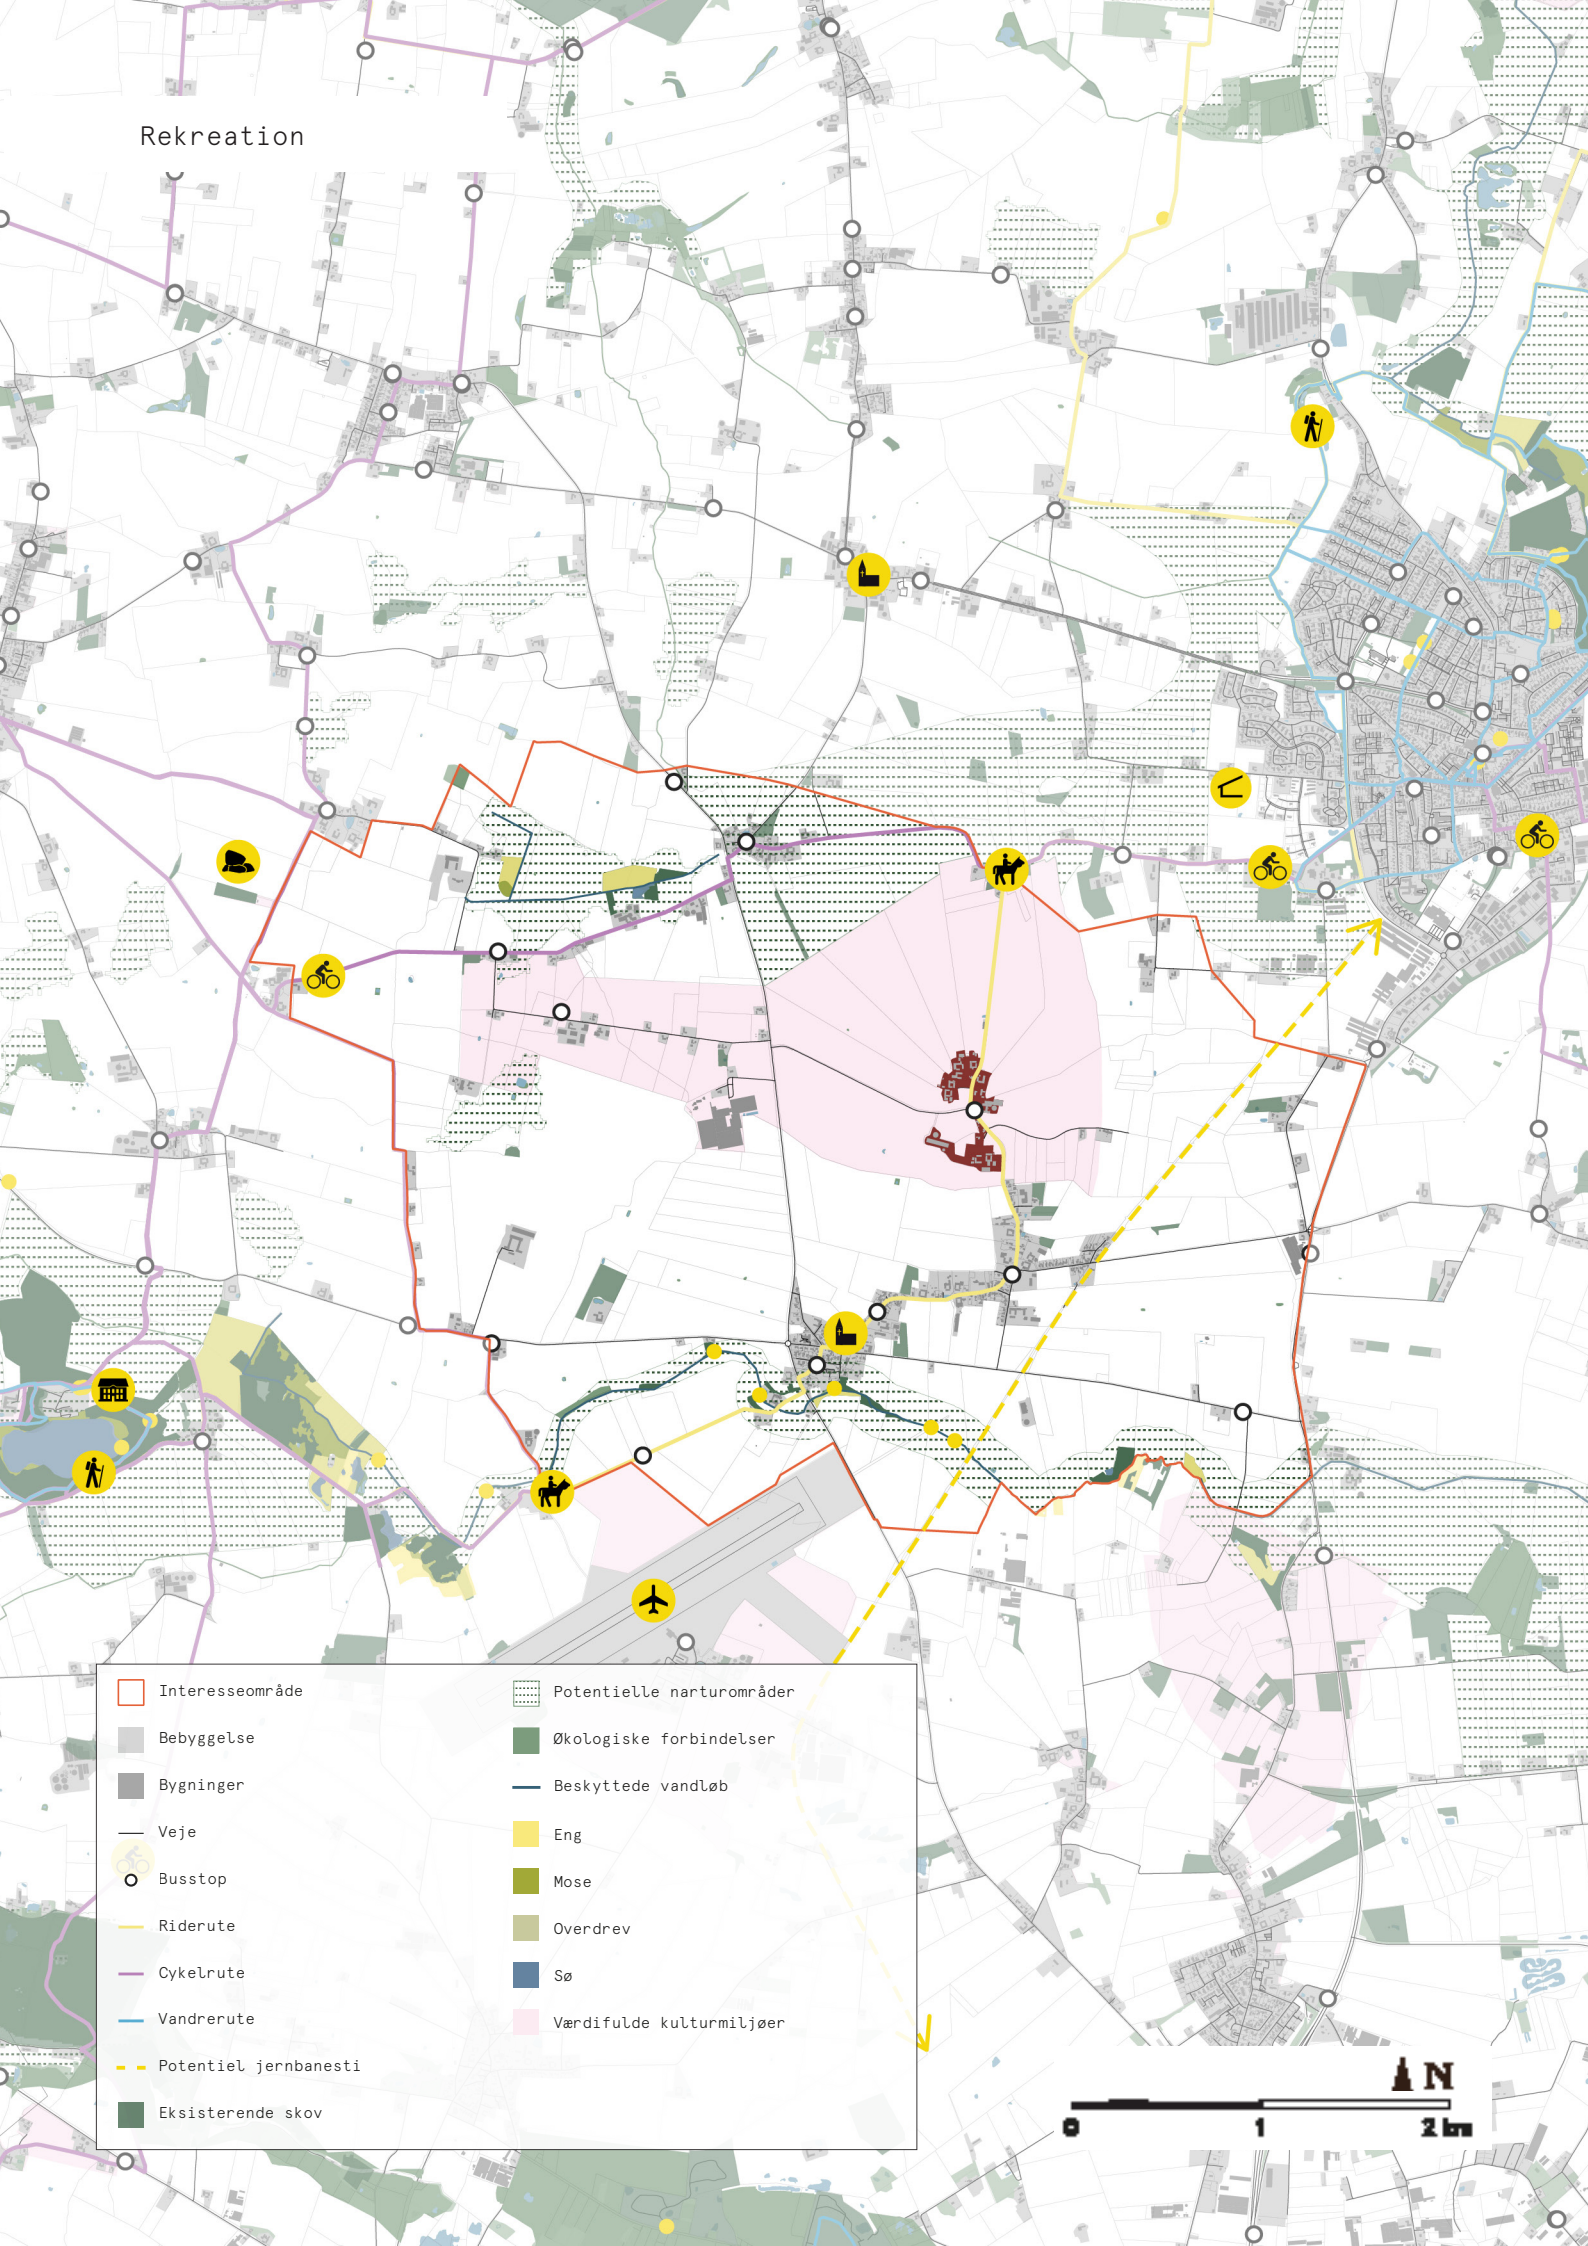 Rekreation
Interesseområde
Bebyggelse
Bygninger
Veje
Busstop
Riderute
Cykelrute
Vandrerute
Potentiel jernbanesti
Eksisterende skov
Potentielle narturområder
Økologiske forbindelser
Beskyttede vandløb
Eng
Mose
Overdrev
Sø
Værdifulde kulturmiljøer
N
0 1 2 km